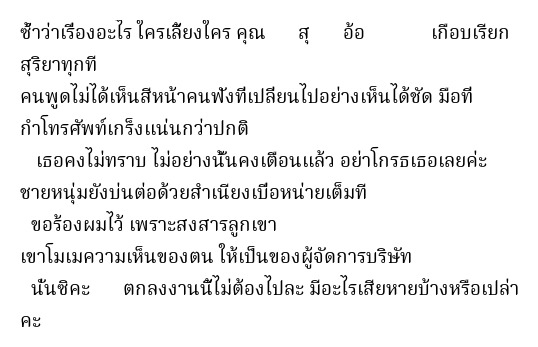 ซ้ำว่าเรื่องอะไร ใครเลี้ยงใคร คุณ สุ อ้อ เกือบเรียก
สุริยาทุกที
คนพูดไม่ได้เห็นสีหน้าคนฟังที่เปลี่ยนไปอย่างเห็นได้ชัด มือที่
กำโทรศัพท์เกร็งแน่นกว่าปกติ
เธอคงไม่ทราบ ไม่อย่างนั้นคงเตือนแล้ว อย่าโกรธเธอเลยค่ะ
ชายหนุ่มยังบ่นต่อด้วยสำเนียงเบื่อหน่ายเต็มที
ขอร้องผมไว้ เพราะสงสารลูกเขา
เขาโมเมความเห็นของตน ให้เป็นของผู้จัดการบริษัท
นั่นซิคะ ตกลงงานนี้ไม่ต้องไปละ มีอะไรเสียหายบ้างหรือเปล่า
คะ